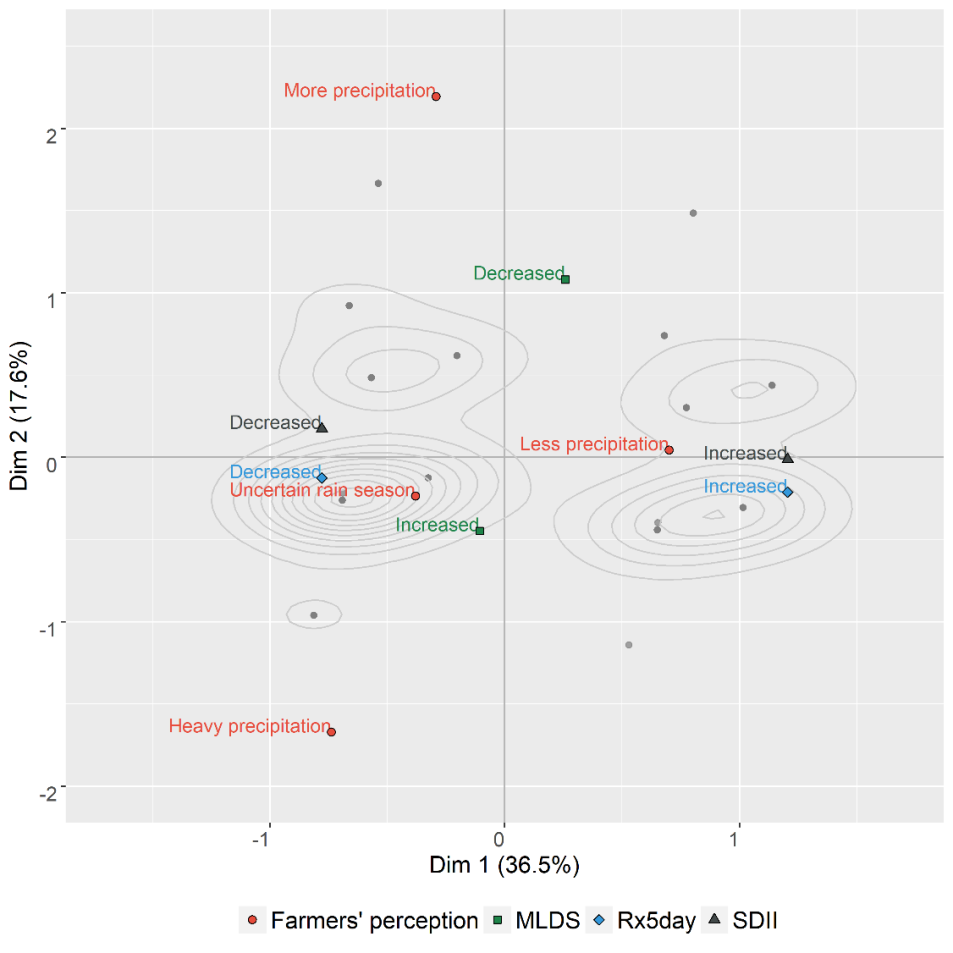 More precipitation
2
Decreased
1
Decreased
Less precipitation
Increased
0
Decreased
Increased
Uncertain rain season
Increased
-1
Heavy precipitation
-2
Dim 2 (17.6%)
-1 0 1
Dim 1 (36.5%)
Farmers' perception MLDS Rx5day SDII